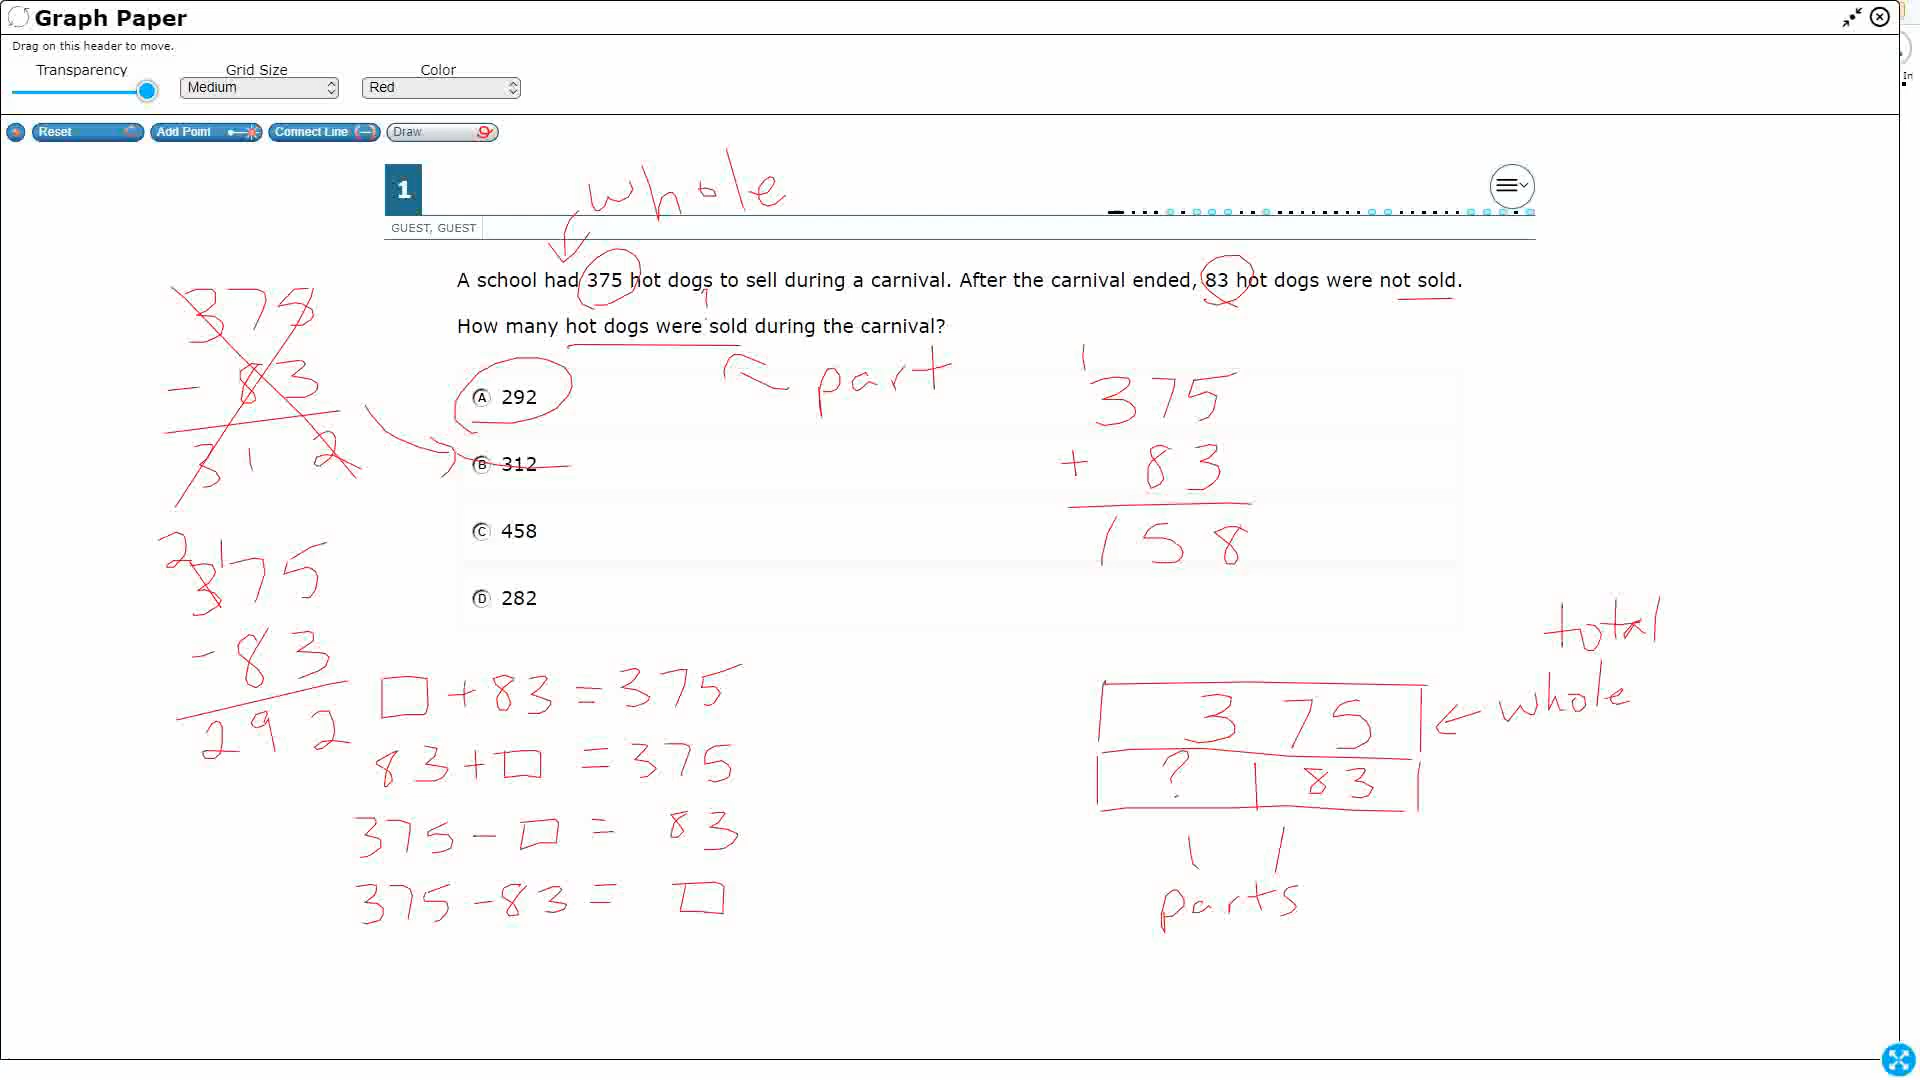 Graph Paper
Drag on this header to move.
Transparency Grid Size Color
Medium Red
Reset Add Point Connect Line Draw
In
1
whole
GUEST, GUEST
A school had 375 hot dogs to sell during a carnival. After the carnival ended, 83 hot dogs were not sold.
How many hot dogs were sold during the carnival?
part
A 292
B 312
C 458
D 282
375
- 83
312
2 1
375
- 83
292
1
375
+ 83
158
□ + 83 = 375
83 + □ = 375
375 - □ = 83
375 - 83 = □
total
whole
375
? 83
parts